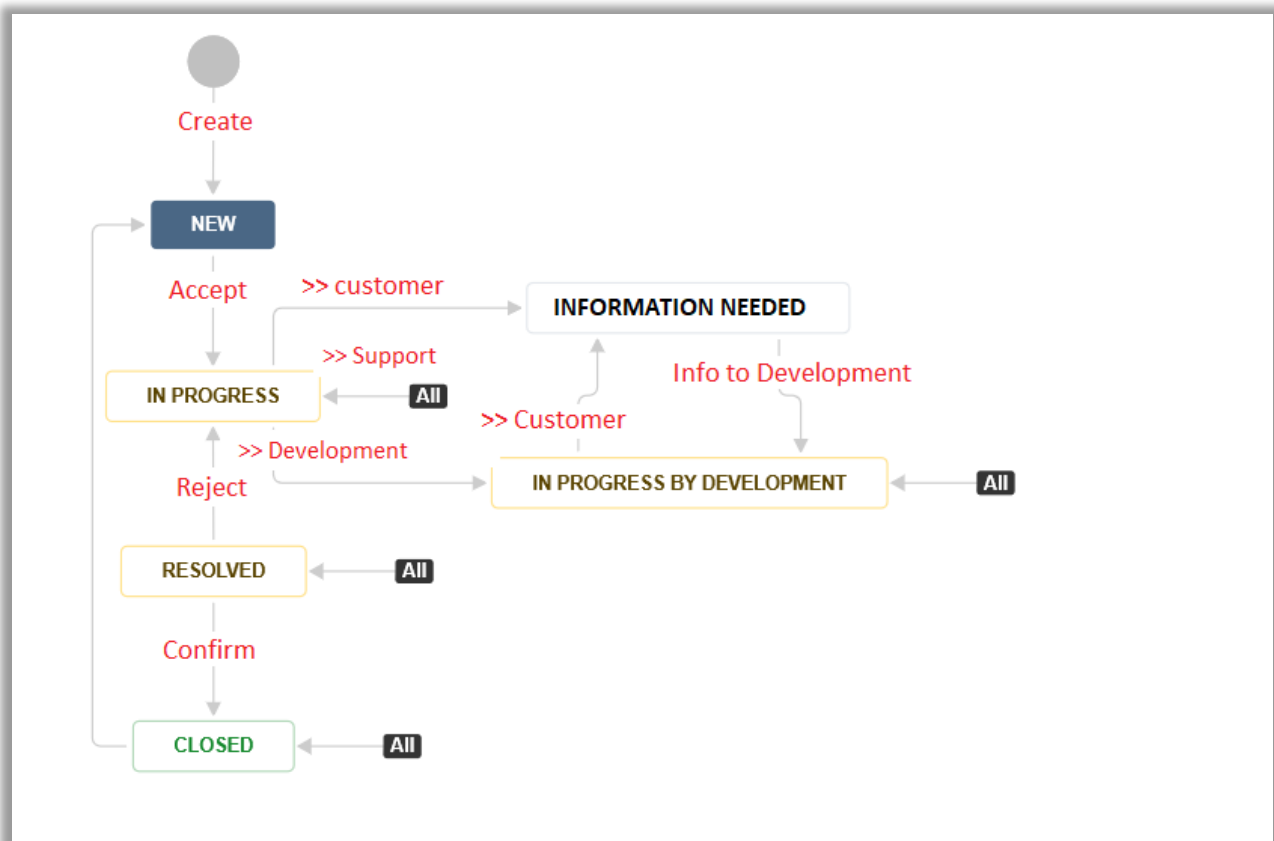 Create
NEW
Accept
>> customer
INFORMATION NEEDED
>> Support
Info to Development
IN PROGRESS
All
>> Customer
>> Development
Reject
IN PROGRESS BY DEVELOPMENT
All
RESOLVED
All
Confirm
CLOSED
All